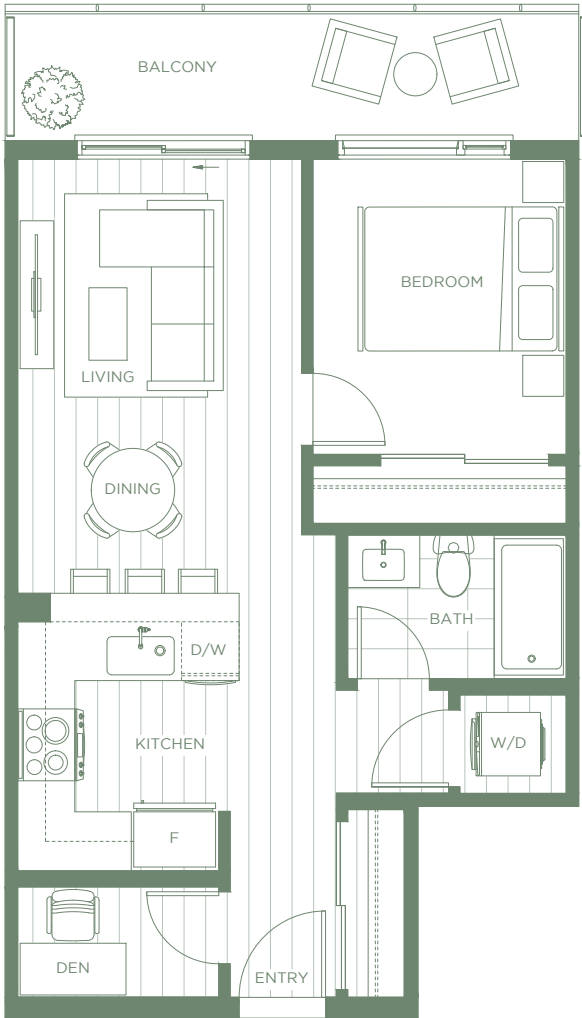 BALCONY
BEDROOM
LIVING
DINING
BATH
D/W
KITCHEN
W/D
F
DEN
ENTRY